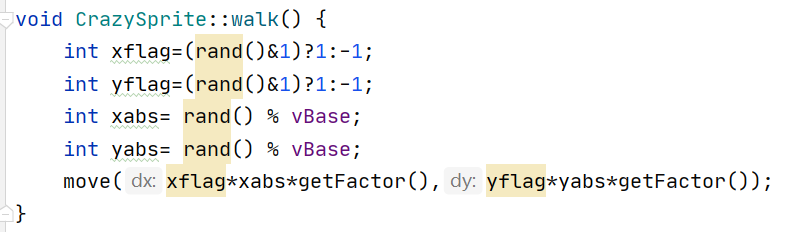 void CrazySprite::walk() {
    int xflag=(rand()&1)?1:-1;
    int yflag=(rand()&1)?1:-1;
    int xabs= rand() % vBase;
    int yabs= rand() % vBase;
    move( dx: xflag*xabs*getFactor(), dy: yflag*yabs*getFactor());
}